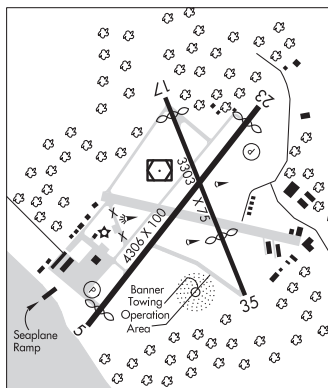 17
23
3303 X 75
4306 X 100
P
X
X
P
5
35
Banner
Towing
Operation
Area
Seaplane
Ramp